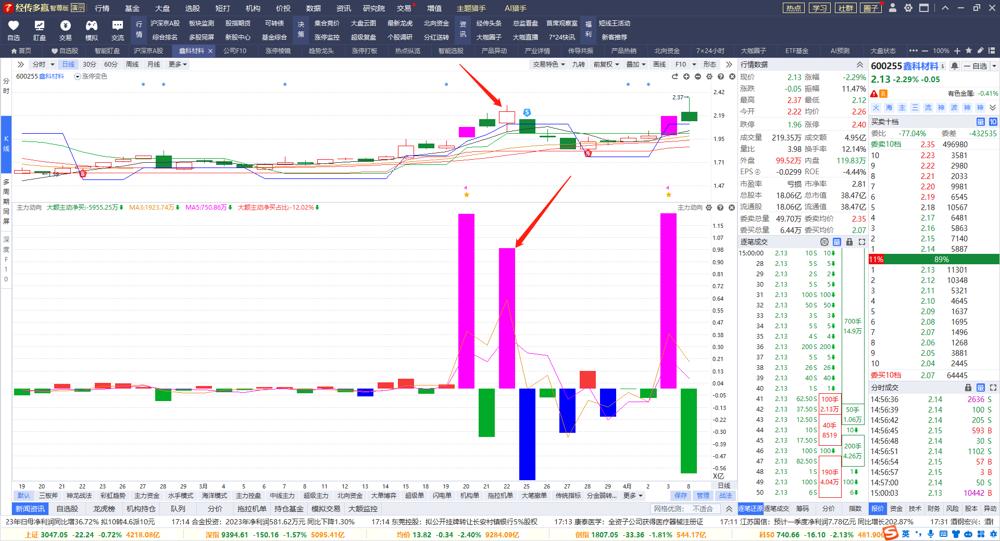 经传多赢 智尊版 演示 行情 基金 大盘 选股 短打 机构 价投 数据 资讯 研究院 交易 增值 主题猎手 AI猎手 热点 学习 社群 圈子
自选 盯盘 交易 模拟 交流
行情 沪深京A股 板块监测 股指期货 可转债 决策 集合竞价 大盘云图 最新龙虎 北向资金 资讯 经传头条 总监看盘 首席观察室 福利 短线王活动
综合排名 多股同屏 新股中心 基金综合 涨停监控 超级复盘 个股调研 分红送转 大咖圈子 大咖直播 7*24快讯 新客推荐
首页 自选股 智能盯盘 沪深京A股 鑫科材料 公司F10 涨停棱镜 趋势龙头 涨停打板 热点纵览 智能选股 产品异动 产业详情 传导共振 产品热销 北向资金 7×24小时 大咖圈子 ETF基金 AI预测 大盘状态 100%
分时 日线 30分 60分 周线 月线 更多 交易特色 九转 前复权 叠加 画线 F10 形态
分时
K线
多周期同屏
深度F10
600255 鑫科材料 涨停变色
2.37→
2.42
2.19
1.95
1.71
1.47
S
B
B
主力动向 大额主动净买:-5955.25万 MA3:1923.74万 MA5:750.86万 大额主动净买占比:-12.02% 主力动向
1.15
1.07
0.98
0.90
0.81
0.72
0.64
0.55
0.47
0.38
0.30
0.21
0.13
0.04
-0.05
-0.13
-0.22
-0.30
-0.39
-0.47
-0.56
X亿
19 20 21 22 23 26 27 28 29 3月 4 5 6 7 8 11 12 13 14 15 18 19 20 21 22 25 26 27 28 29 4月 2 3 8 日线
默认 三板斧 神龙战法 彩虹趋势 主力资金 水手模式 海洋模式 主力控盘 中线主力 超级主力 北向资金 大单博弈 超级单 闪电单 机构单 拖拉机单 大笔撤单 传统指标 分金弱转... 更多 保存 管理 战法
新闻资讯 自选股 龙虎榜 机构持仓 队列 分价 拖拉机单 持仓基金 模拟交易 大额监控 网格优测: 不适合
行情数据
现价 2.13 涨幅 -2.29%
涨跌 -0.05 振幅 11.47%
最高 2.37 最低 2.12
今开 2.22 均价 2.26
跌停 1.96 涨停 2.40
成交量 219.35万 成交额 4.95亿
量比 3.98 换手率 12.14%
外盘 99.52万 内盘 119.83万
EPS④ -0.0299 ROE -4.44%
市盈率 亏损 市净率 2.81
总股本 18.06亿 总市值 38.47亿
流通股 18.06亿 流通值 38.47亿
委卖总量 49.70万 委卖均价 2.35
委买总量 6.44万 委买均价 2.07
逐笔成交 单 量
15:00:00 2.13 10 S 10
28 2.13 5 S 5
29 2.13 2 S 2
30 2.13 5 S 5
31 2.13 100 S 100
32 2.13 50 S 50
33 2.13 3 S 3
34 2.13 5 S 5
35 2.13 4 S 4
36 2.13 200 S 200
37 2.13 5 S 5
38 2.13 26 S 26
39 2.13 40 S 40
40 2.13 1 S 1
41 2.13 62.50 S
42 2.13 37.50 S
43 2.13 12.50 S
44 2.13 10 S 10
45 2.13 17.50 S
46 2.13 100 S 100
47 2.13 82.50 S
48 2.13 1 S 1
49 2.13 100 S 100
50 2.13 6 S 6
700手
14.9万
100手
2.13万
50手
1.06万
40手
8519
200手
4.26万
190手
4.04万
逐笔还原 逐笔成交 筹码 分价 指数
600255 鑫科材料 自选
2.13 -2.29% -0.05
R 有色金属: -0.41%
火 海 主 三 流 神 波 神 神
买卖十档 量 10
委比 -77.04% 委差 -432535
委卖10档 2.35 496980
10 2.23 3581
9 2.22 2980
8 2.21 2033
7 2.20 9981
6 2.19 6545
5 2.18 10567
4 2.17 6481
3 2.16 5863
2 2.15 7140
1 2.14 5887
11% 89%
1 2.13 11301
2 2.12 10348
3 2.11 5321
4 2.10 4645
5 2.09 1637
6 2.08 1695
7 2.07 1496
8 2.06 1268
9 2.05 3881
10 2.04 2445
委买10档 2.07 64445
分时成交 量
14:56:36 2.14 2636 S
14:56:39 2.14 100 S
14:56:42 2.14 205 S
14:56:45 2.15 593 B
14:56:48 2.14 30 S
14:56:51 2.14 1102 S
14:56:54 2.15 57 B
14:56:57 2.15 3 B
14:57:00 2.14 50 S
15:00:03 2.13 10442 B
报价 资金 技术 财务 风险 股本 异动
23年归母净利润同比增36.72% 拟10转4.6派10元 17:14 合金投资：2023年净利润581.62万元 同比下降1.30% 17:14 东莞控股：拟公开挂牌转让长安村镇银行5%股权 17:13 康泰医学：全资子公司获得医疗器械注册证 17:11 江苏国信：预计一季度净利润7.78亿元 同比增长202.87% 17:31 酒钢宏兴：
上证 3047.05 -22.24 -0.72% 4218.08亿 深指 9394.61 -150.16 -1.57% 5095.41亿 均价 13.82 -0.34 -2.40% 9284.09亿 创指 1807.05 -33.36 -1.81% 544.17亿 科50 740.66 -16.10 -2.13% 481.90 英